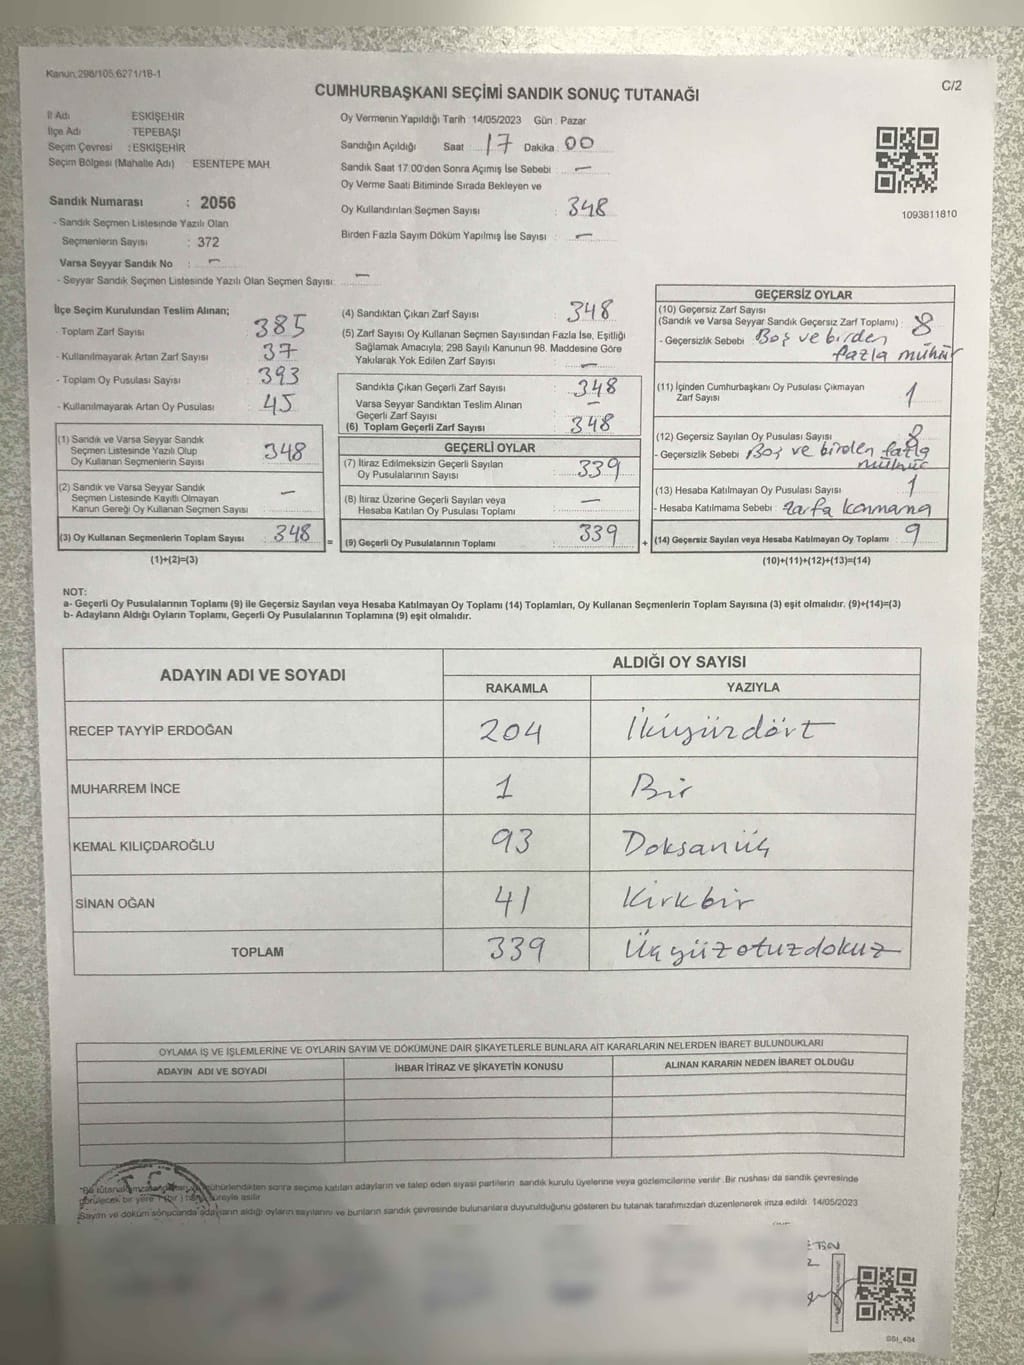 Kanun,298/105,6271/18-1
C/2
CUMHURBAŞKANI SEÇİMİ SANDIK SONUÇ TUTANAĞI
İl Adı ESKİŞEHİR
İlçe Adı : TEPEBAŞI
Seçim Çevresi : ESKİŞEHİR
Seçim Bölgesi (Mahalle Adı) ESENTEPE MAH.
Sandık Numarası : 2056
- Sandık Seçmen Listesinde Yazılı Olan
Seçmenlerin Sayısı : 372
Varsa Seyyar Sandık No : -
- Seyyar Sandık Seçmen Listesinde Yazılı Olan Seçmen Sayısı: -
Oy Vermenin Yapıldığı Tarih :14/05/2023 Gün : Pazar
Sandığın Açıldığı Saat : 17 Dakika : 00
Sandık Saat 17:00'den Sonra Açımış İse Sebebi : -
Oy Verme Saati Bitiminde Sırada Bekleyen ve
Oy Kullandırılan Seçmen Sayısı : 348
Birden Fazla Sayım Döküm Yapılmış İse Sayısı : -
1093811810
İlçe Seçim Kurulundan Teslim Alınan;
- Toplam Zarf Sayısı : 385
- Kullanılmayarak Artan Zarf Sayısı : 37
- Toplam Oy Pusulası Sayısı : 393
- Kullanılmayarak Artan Oy Pusulası : 45
(1) Sandık ve Varsa Seyyar Sandık
Seçmen Listesinde Yazılı Olup
Oy Kullanan Seçmenlerin Sayısı : 348
(2) Sandık ve Varsa Seyyar Sandık
Seçmen Listesinde Kayıtlı Olmayan
Kanun Gereği Oy Kullanan Seçmen Sayısı : -
(3) Oy Kullanan Seçmenlerin Toplam Sayısı : 348
(1)+(2)=(3)
(4) Sandıktan Çıkan Zarf Sayısı : 348
(5) Zarf Sayısı Oy Kullanan Seçmen Sayısından Fazla İse, Eşitliği
Sağlamak Amacıyla; 298 Sayılı Kanunun 98. Maddesine Göre
Yakılarak Yok Edilen Zarf Sayısı : -
Sandıkta Çıkan Geçerli Zarf Sayısı : 348
Varsa Seyyar Sandıktan Teslim Alınan
Geçerli Zarf Sayısı : -
(6) Toplam Geçerli Zarf Sayısı : 348
GEÇERLİ OYLAR
(7) İtiraz Edilmeksizin Geçerli Sayılan
Oy Pusulalarının Sayısı : 339
(8) İtiraz Üzerine Geçerli Sayılan veya
Hesaba Katılan Oy Pusulası Toplamı : -
= (9) Geçerli Oy Pusulalarının Toplamı : 339
GEÇERSİZ OYLAR
(10) Geçersiz Zarf Sayısı
(Sandık ve Varsa Seyyar Sandık Geçersiz Zarf Toplamı) : 8
- Geçersizlik Sebebi : Boş ve birden
fazla mühür
(11) İçinden Cumhurbaşkanı Oy Pusulası Çıkmayan
Zarf Sayısı : 1
(12) Geçersiz Sayılan Oy Pusulası Sayısı : 8
- Geçersizlik Sebebi : Boş ve birden fazla
mühür
(13) Hesaba Katılmayan Oy Pusulası Sayısı : 1
- Hesaba Katılmama Sebebi : Zarfa konmama
+ (14) Geçersiz Sayılan veya Hesaba Katılmayan Oy Toplamı : 9
(10)+(11)+(12)+(13)=(14)
NOT:
a- Geçerli Oy Pusulalarının Toplamı (9) ile Geçersiz Sayılan veya Hesaba Katılmayan Oy Toplamı (14) Toplamları, Oy Kullanan Seçmenlerin Toplam Sayısına (3) eşit olmalıdır. (9)+(14)=(3)
b- Adayların Aldığı Oyların Toplamı, Geçerli Oy Pusulalarının Toplamına (9) eşit olmalıdır.
ADAYIN ADI VE SOYADI ALDIĞI OY SAYISI
RAKAMLA YAZIYLA
RECEP TAYYİP ERDOĞAN 204 İkiyüzdört
MUHARREM İNCE 1 Bir
KEMAL KILIÇDAROĞLU 93 Doksanüç
SİNAN OĞAN 41 Kırkbir
TOPLAM 339 Üçyüzotuzdokuz
OYLAMA İŞ VE İŞLEMLERİNE VE OYLARIN SAYIM VE DÖKÜMÜNE DAİR ŞİKAYETLERLE BUNLARA AİT KARARLARIN NELERDEN İBARET BULUNDUKLARI
ADAYIN ADI VE SOYADI İHBAR İTİRAZ VE ŞİKAYETİN KONUSU ALINAN KARARIN NEDEN İBARET OLDUĞU
T.C.
mühürlendikten sonra seçime katılan adayların ve talep eden siyasi partilerin sandık kurulu üyelerine veya gözlemcilerine verilir. Bir nüshası da sandık çevresinde
görülecek bir yere 1 (bir) süreyle asılır.
Sayım ve döküm sonucunda adayların aldığı oyların sayılarını ve bunların sandık çevresinde bulunanlara duyurulduğunu gösteren bu tutanak tarafımızdan düzenlenerek imza edildi. 14/05/2023